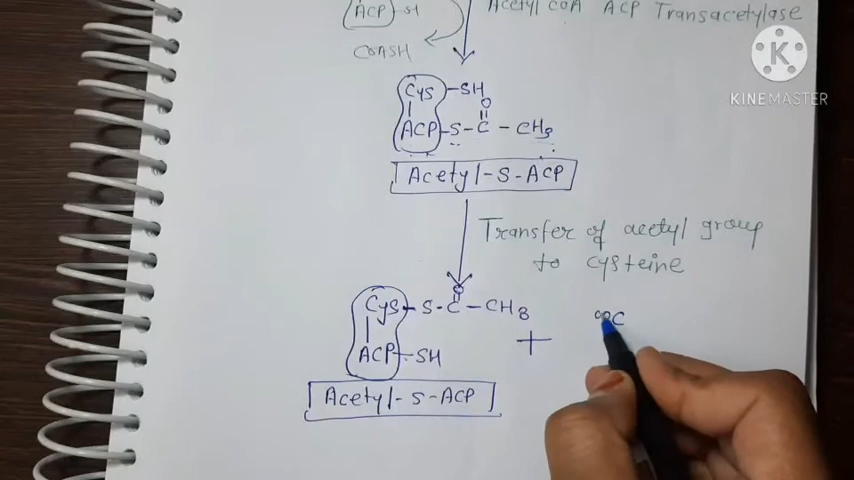 Acetyl CoA ACP Transacetylase
ACP SH
COASH
KINEMASTER
CYS -SH
O
ACP-S-C-CH3
Acetyl-S-ACP
Transfer of acetyl group
to cysteine
O
CYS-S-C-CH3
+
ACP-SH
Acetyl-S-ACP